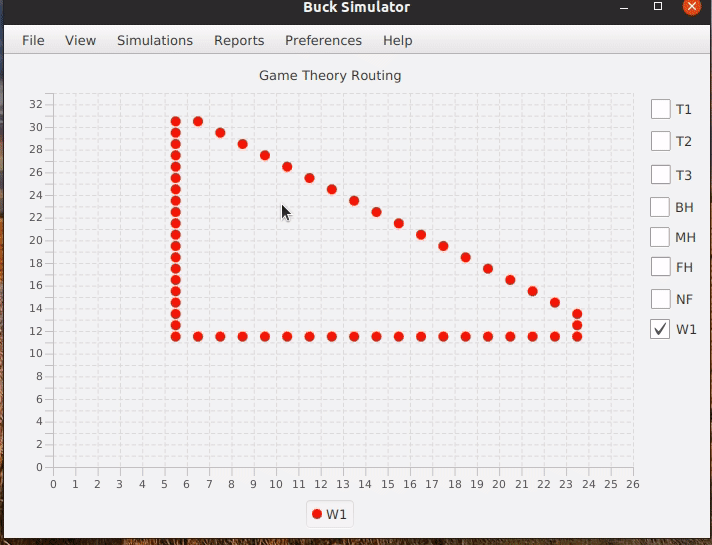 Buck Simulator
File View Simulations Reports Preferences Help
Game Theory Routing
32
30
28
26
24
22
20
18
16
14
12
10
8
6
4
2
0
0 1 2 3 4 5 6 7 8 9 10 11 12 13 14 15 16 17 18 19 20 21 22 23 24 25 26
W1
T1
T2
T3
BH
MH
FH
NF
W1